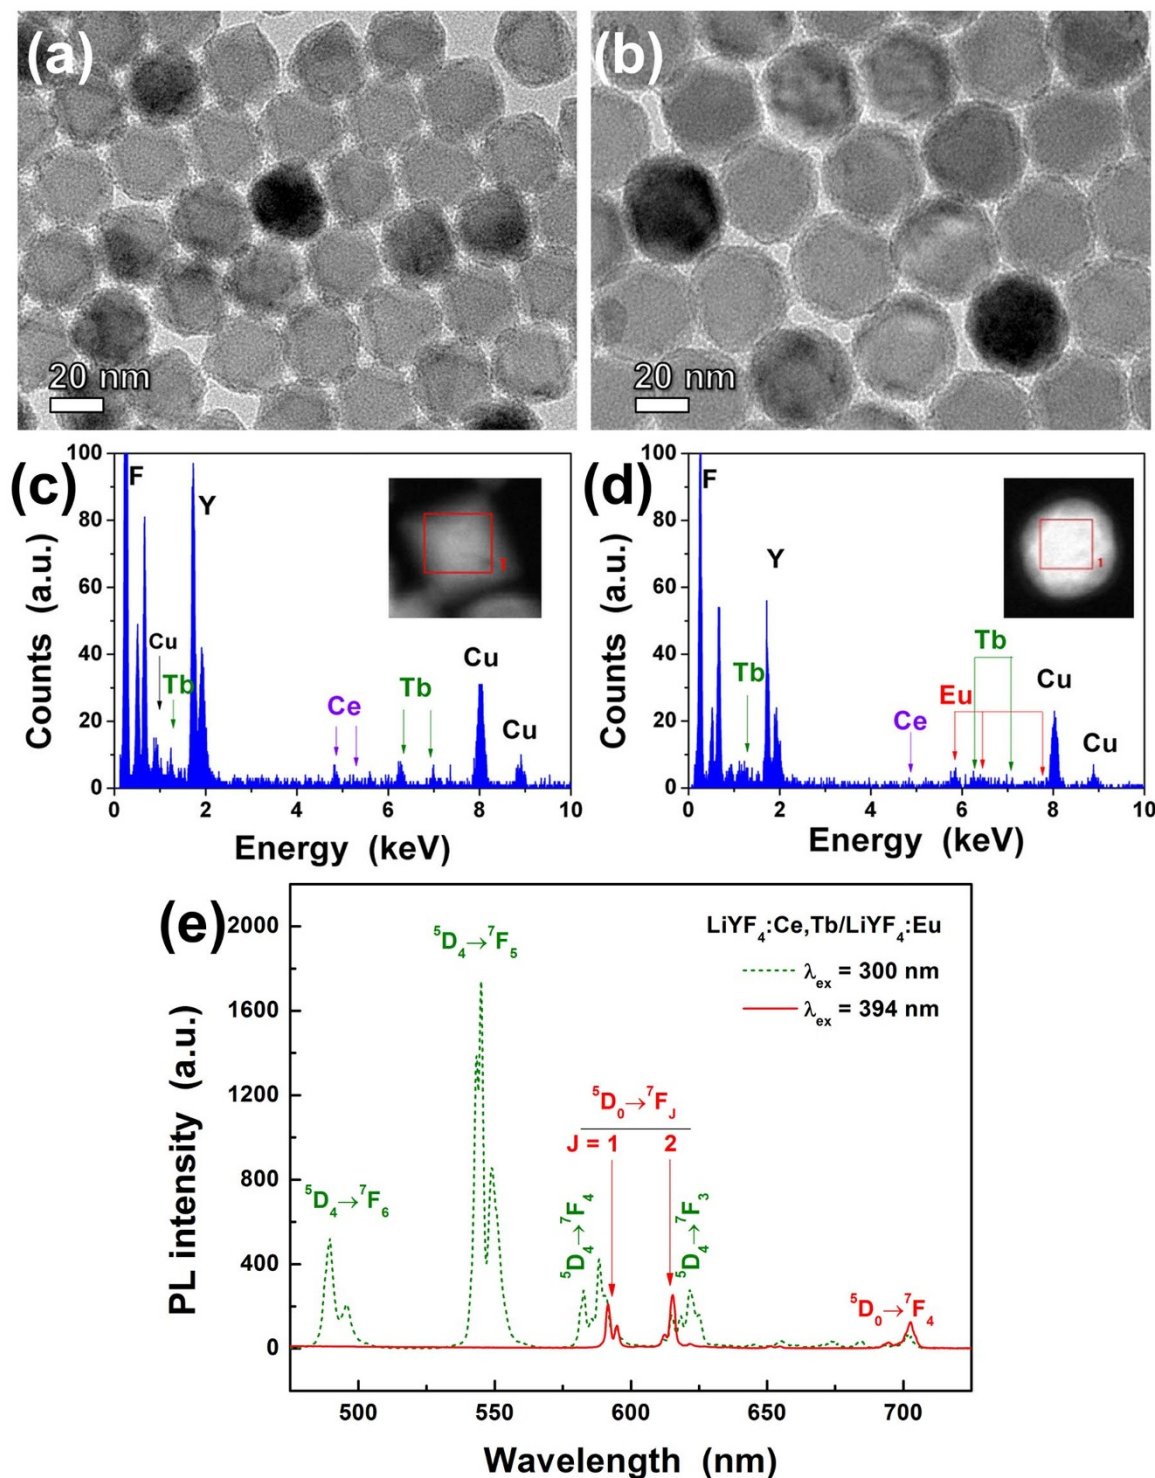 (a)
20 nm
(b)
20 nm
(c)
100
80
60
40
20
0
Counts (a.u.)
F
Y
Cu
Tb
Ce
Tb
Cu
Cu
1
0 2 4 6 8 10
Energy (keV)
(d)
100
80
60
40
20
0
Counts (a.u.)
F
Y
Tb
Ce
Eu
Tb
Cu
Cu
1
0 2 4 6 8 10
Energy (keV)
(e)
2000
1600
1200
800
400
0
PL intensity (a.u.)
LiYF₄:Ce,Tb/LiYF₄:Eu
λₑₓ = 300 nm
λₑₓ = 394 nm
⁵D₄→⁷F₆
⁵D₄→⁷F₅
⁵D₄→⁷F₄
⁵D₀→⁷F_J
J = 1 2
⁵D₄→⁷F₃
⁵D₀→⁷F₄
500 550 600 650 700
Wavelength (nm)